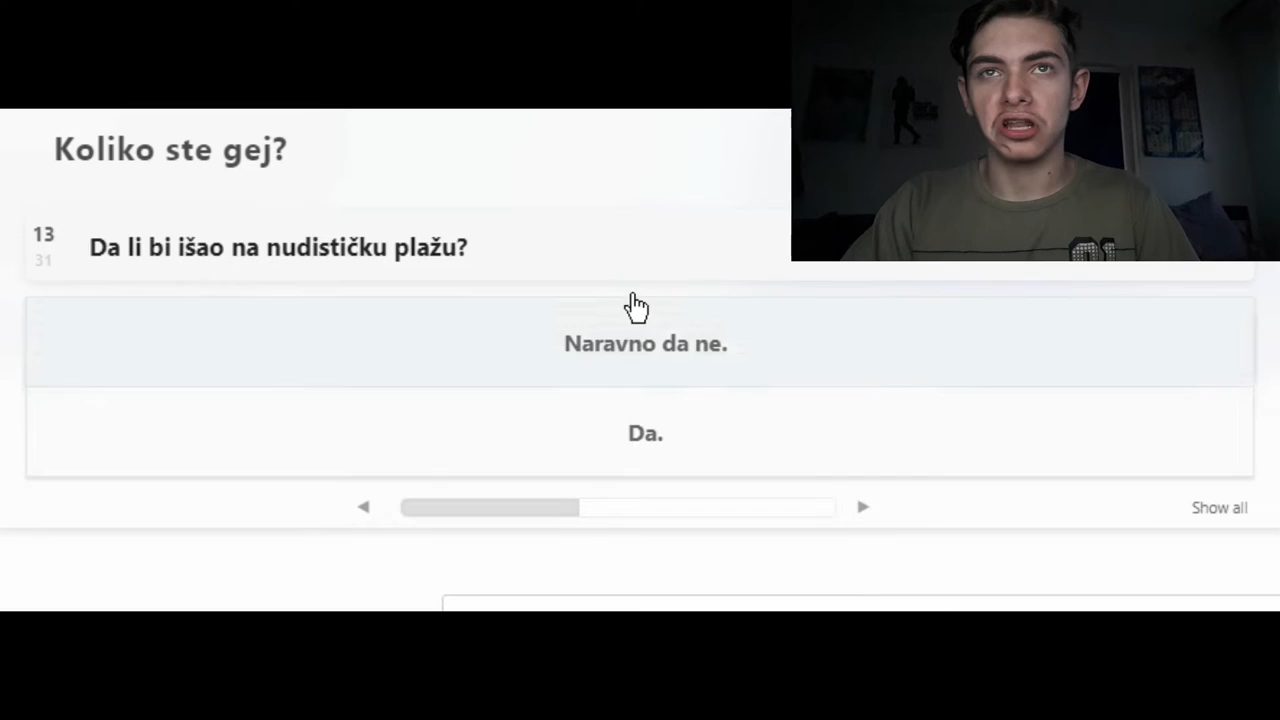 Koliko ste gej?
13
31
Da li bi išao na nudističku plažu?
Naravno da ne.
Da.
Show all